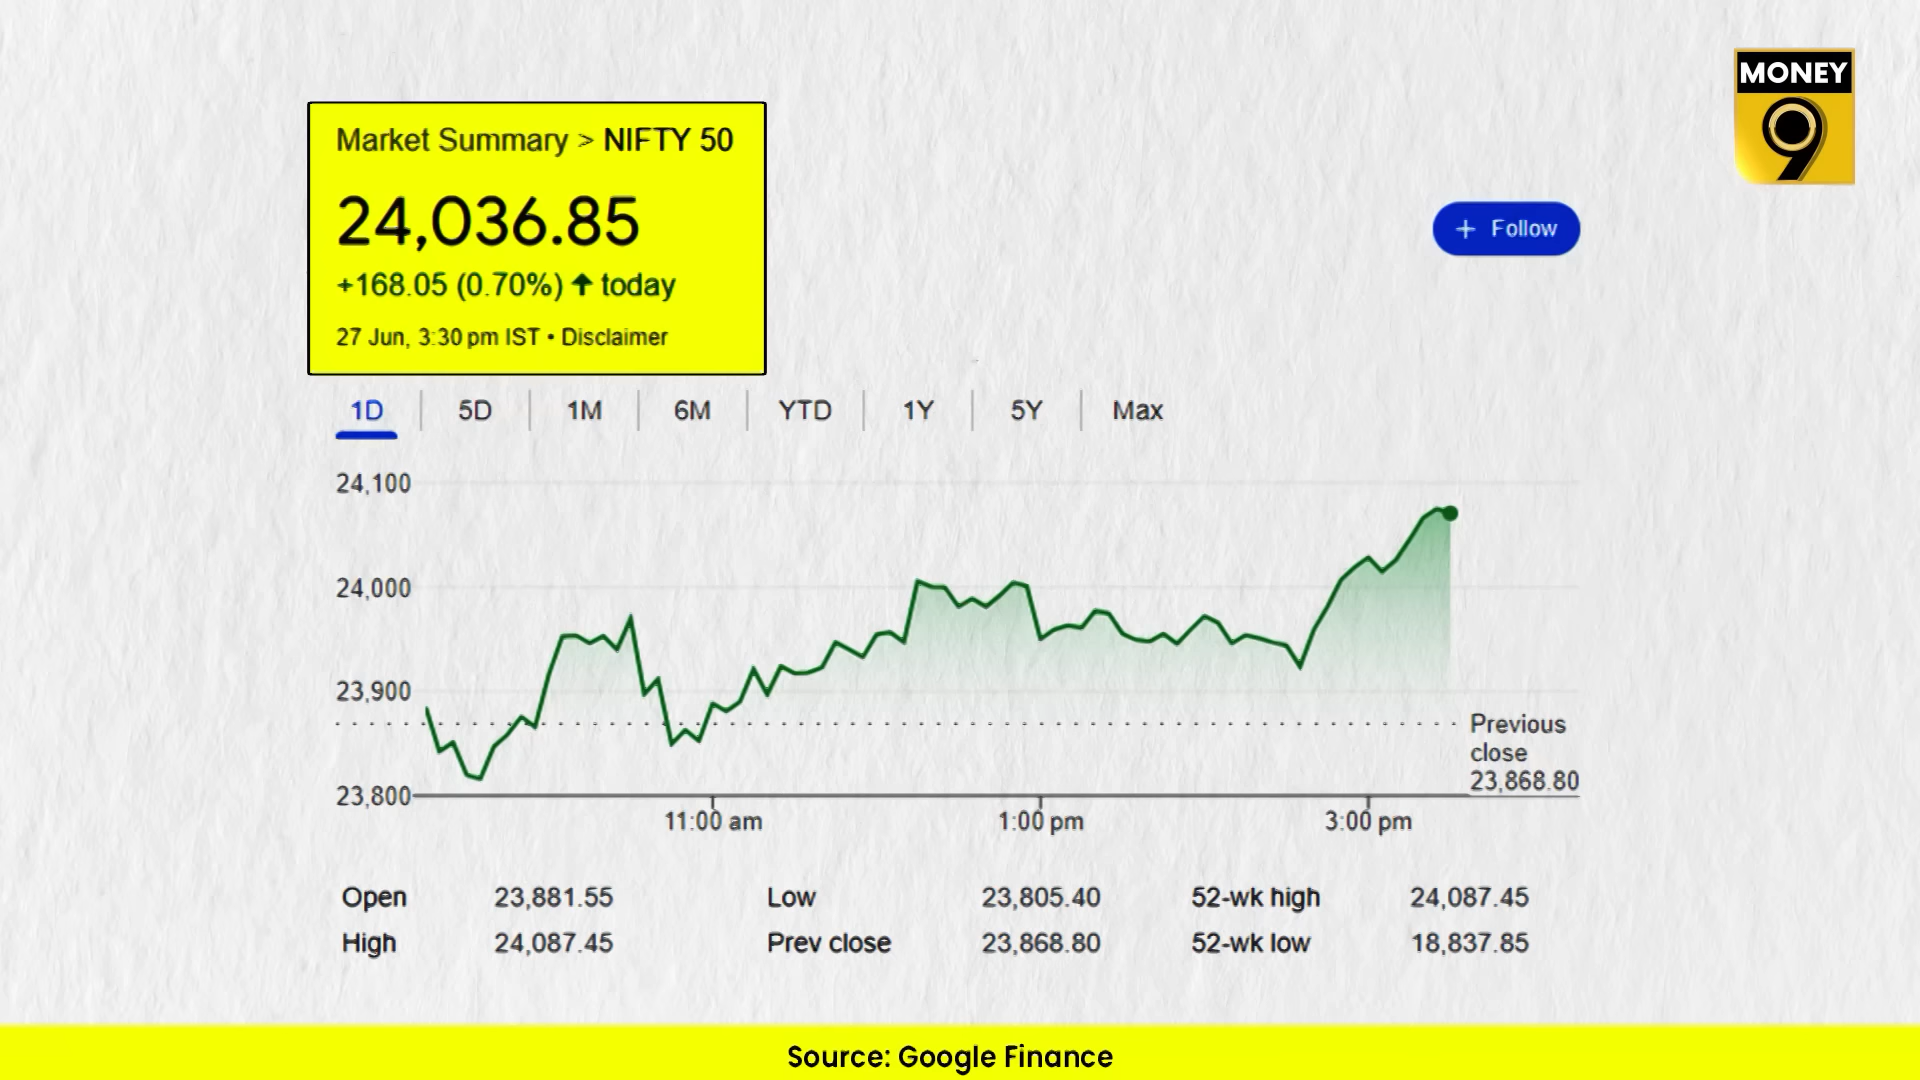 MONEY
9
Market Summary > NIFTY 50
24,036.85
+168.05 (0.70%) ↑ today
27 Jun, 3:30 pm IST • Disclaimer
+ Follow
1D 5D 1M 6M YTD 1Y 5Y Max
24,100
24,000
23,900
23,800
Previous
close
23,868.80
11:00 am 1:00 pm 3:00 pm
Open 23,881.55 Low 23,805.40 52-wk high 24,087.45
High 24,087.45 Prev close 23,868.80 52-wk low 18,837.85
Source: Google Finance